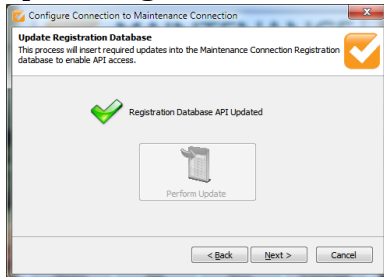 Configure Connection to Maintenance Connection
Update Registration Database
This process will insert required updates into the Maintenance Connection Registration
database to enable API access.
Registration Database API Updated
Perform Update
< Back
Next >
Cancel